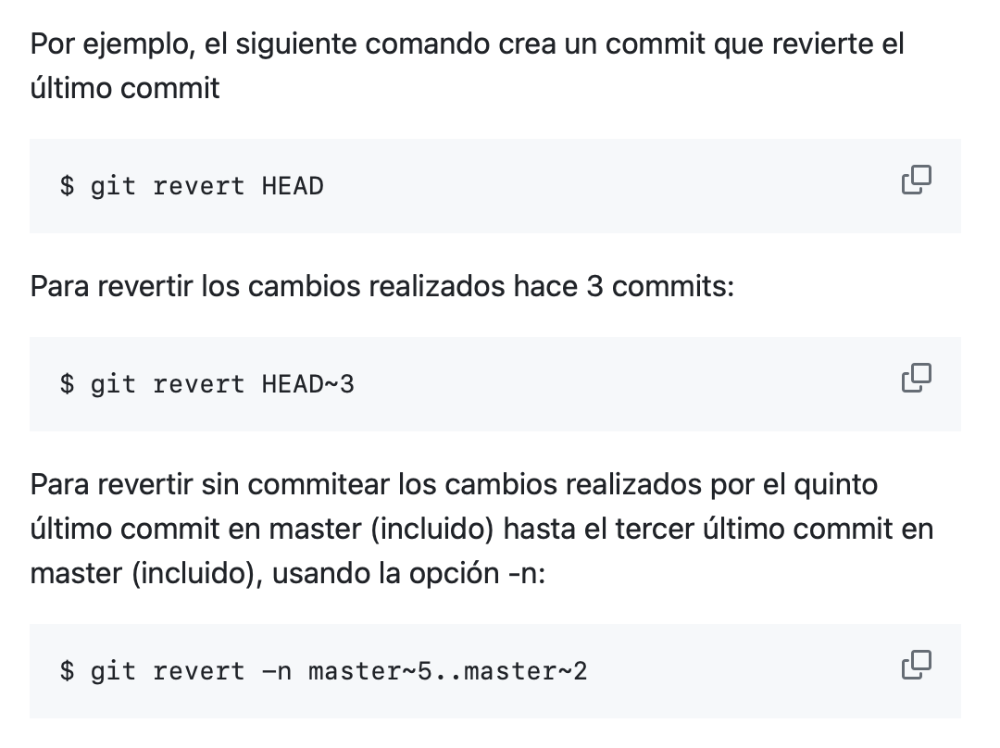 Por ejemplo, el siguiente comando crea un commit que revierte el
último commit
$ git revert HEAD
Para revertir los cambios realizados hace 3 commits:
$ git revert HEAD~3
Para revertir sin commitear los cambios realizados por el quinto
último commit en master (incluido) hasta el tercer último commit en
master (incluido), usando la opción -n:
$ git revert -n master~5..master~2